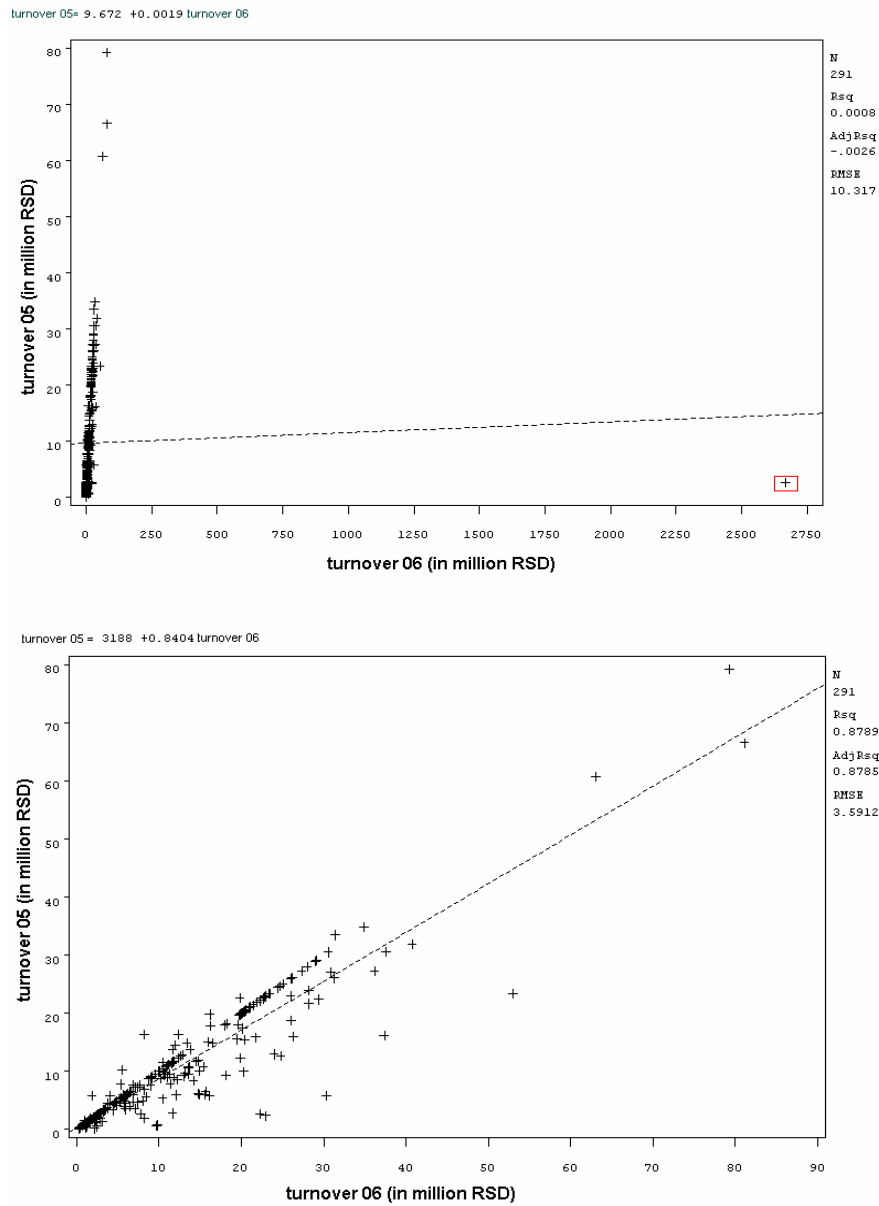 turnover 05= 9.672 +0.0019 turnover 06
N
291
Rsq
0.0008
AdjRsq
-.0026
RMSE
10.317
80
70
60
50
40
30
20
10
0
turnover 05 (in million RSD)
0 250 500 750 1000 1250 1500 1750 2000 2250 2500 2750
turnover 06 (in million RSD)
turnover 05 = 3188 +0.8404 turnover 06
N
291
Rsq
0.8789
AdjRsq
0.8785
RMSE
3.5912
80
70
60
50
40
30
20
10
0
turnover 05 (in million RSD)
0 10 20 30 40 50 60 70 80 90
turnover 06 (in million RSD)